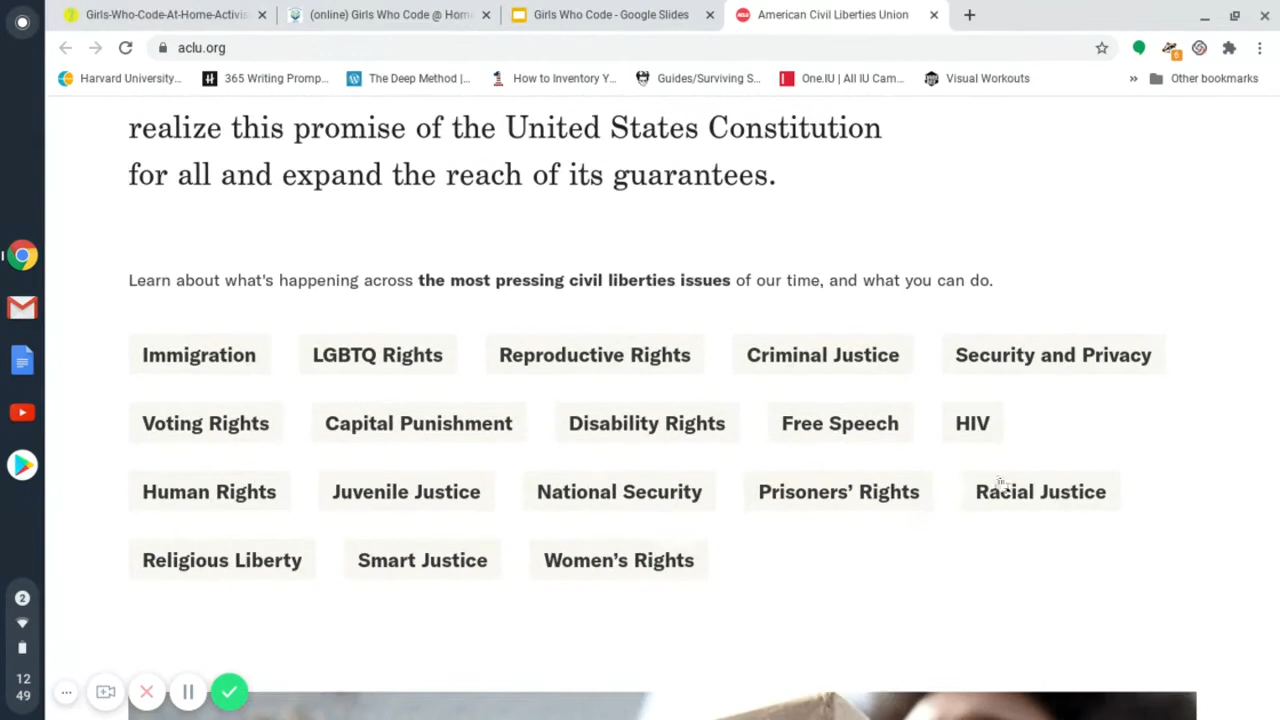 Girls-Who-Code-At-Home-Activis
(online) Girls Who Code @ Hom
Girls Who Code - Google Slides
American Civil Liberties Union
aclu.org
6
Harvard University...
365 Writing Promp...
The Deep Method |...
How to Inventory Y...
Guides/Surviving S...
One.IU | All IU Cam...
Visual Workouts
»
Other bookmarks
realize this promise of the United States Constitution
for all and expand the reach of its guarantees.
Learn about what's happening across the most pressing civil liberties issues of our time, and what you can do.
Immigration LGBTQ Rights Reproductive Rights Criminal Justice Security and Privacy
Voting Rights Capital Punishment Disability Rights Free Speech HIV
Human Rights Juvenile Justice National Security Prisoners’ Rights Racial Justice
Religious Liberty Smart Justice Women’s Rights
2
12
49